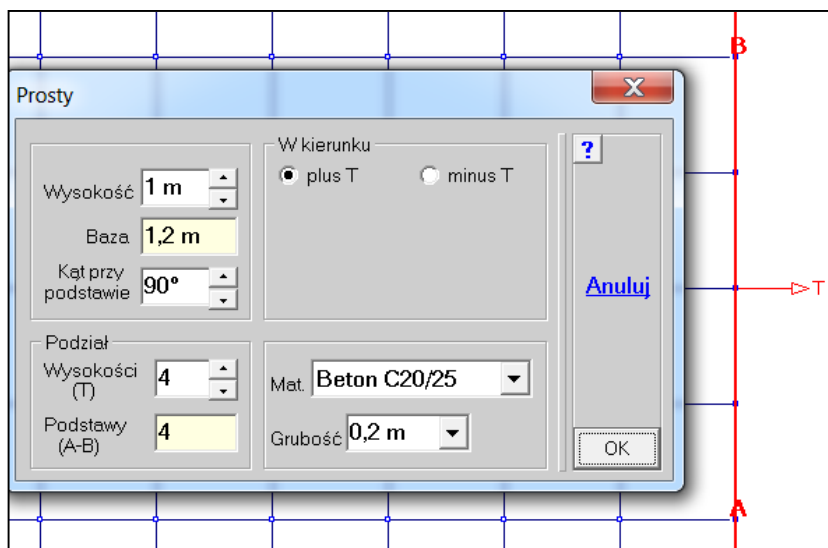 B
Prosty
Wysokość 1 m
Baza 1,2 m
Kąt przy
podstawie 90º
W kierunku
plus T
minus T
?
Anuluj
T
Podział
Wysokości
(T) 4
Podstawy
(A-B) 4
Mat. Beton C20/25
Grubość 0,2 m
OK
A